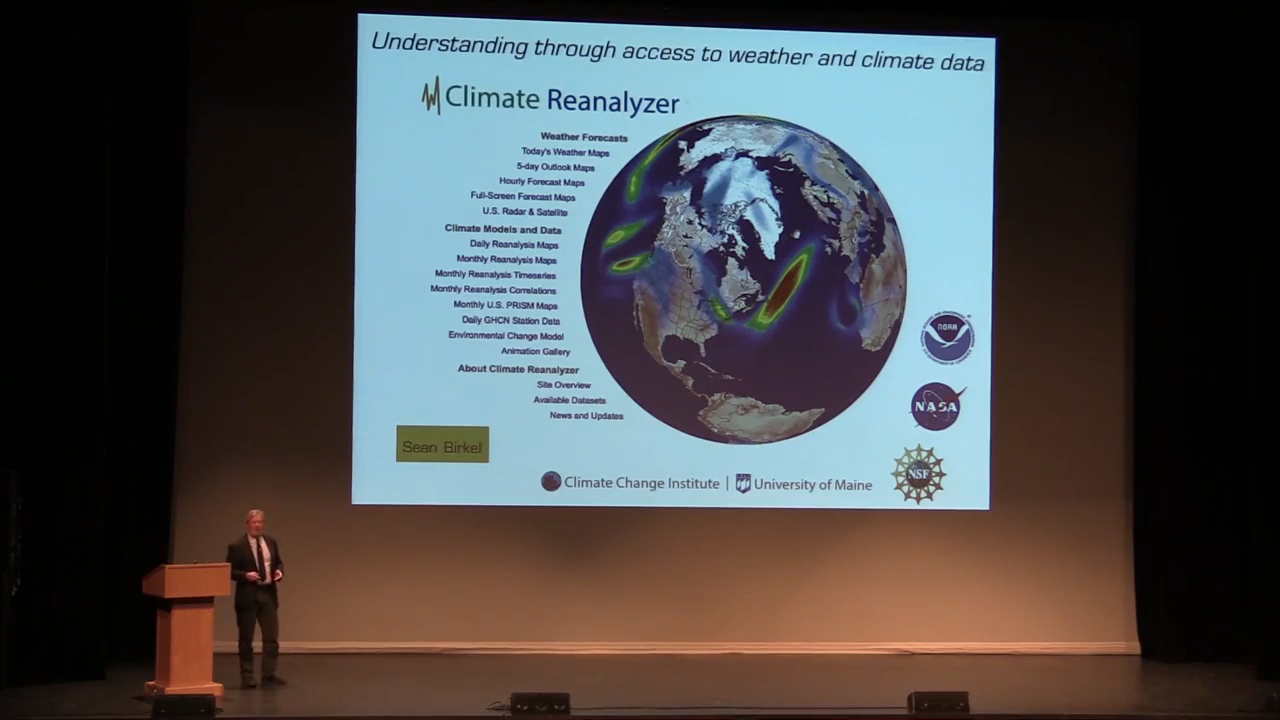 Understanding through access to weather and climate data
Climate Reanalyzer
Weather Forecasts
Today's Weather Maps
5-day Outlook Maps
Hourly Forecast Maps
Full-Screen Forecast Maps
U.S. Radar & Satellite
Climate Models and Data
Daily Reanalysis Maps
Monthly Reanalysis Maps
Monthly Reanalysis Timeseries
Monthly Reanalysis Correlations
Monthly U.S. PRISM Maps
Daily GHCN Station Data
Environmental Change Model
Animation Gallery
About Climate Reanalyzer
Site Overview
Available Datasets
News and Updates
NOAA
NASA
Sean Birkel
NSF
Climate Change Institute | University of Maine